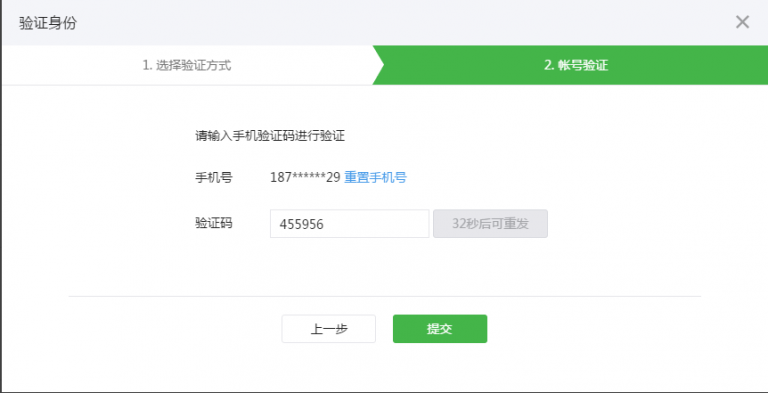 验证身份
1. 选择验证方式 2. 帐号验证
请输入手机验证码进行验证
手机号 187******29 重置手机号
验证码 455956 32秒后可重发
上一步 提交